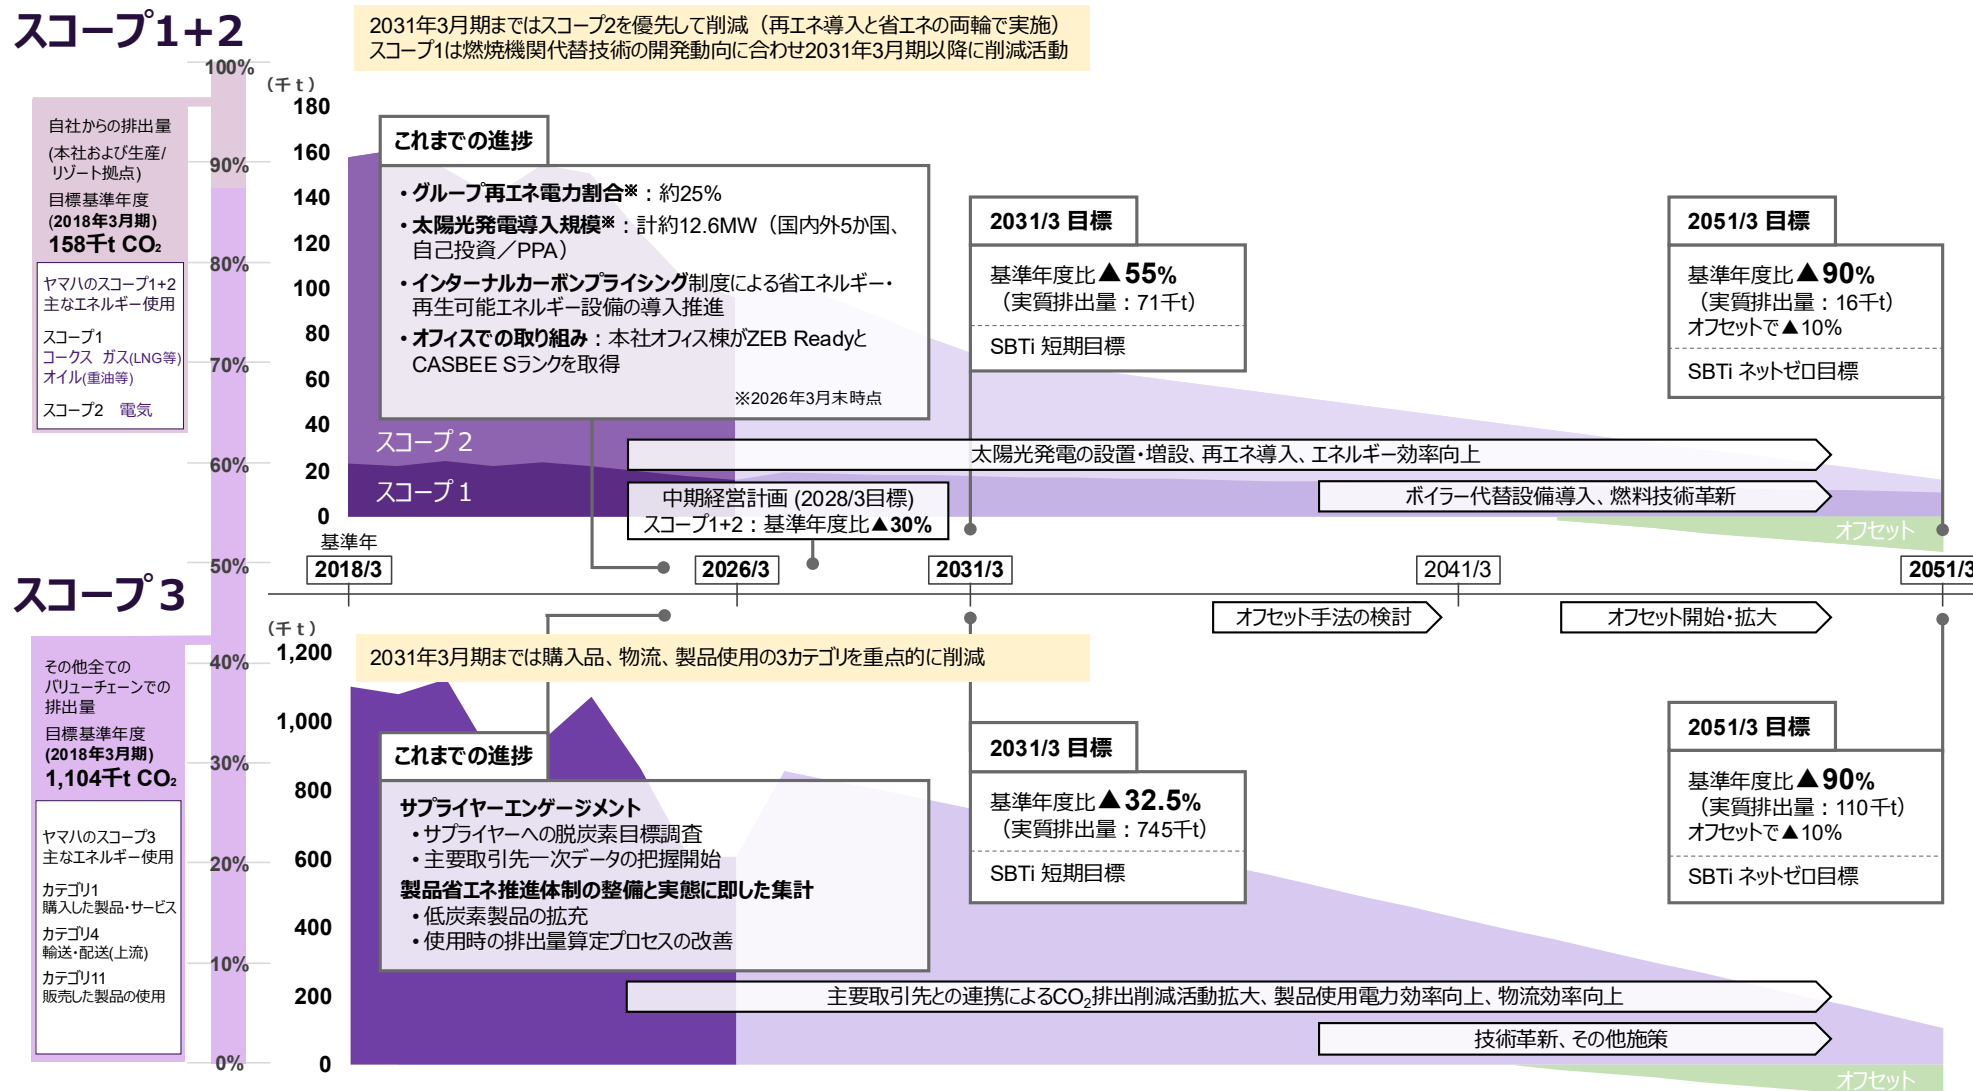 スコープ1+2
2031年3月期まではスコープ2を優先して削減（再エネ導入と省エネの両輪で実施）
スコープ1は燃焼機関代替技術の開発動向に合わせ2031年3月期以降に削減活動
100%
90%
80%
70%
60%
50%
40%
30%
20%
10%
0%
自社からの排出量
(本社および生産/
リゾート拠点)
目標基準年度
(2018年3月期)
158千t CO₂
ヤマハのスコープ1+2
主なエネルギー使用
スコープ1
コークス ガス(LNG等)
オイル(重油等)
スコープ2 電気
（千ｔ）
180
160
140
120
100
80
60
40
20
0
これまでの進捗
・グループ再エネ電力割合※：約25%
・太陽光発電導入規模※：計約12.6MW（国内外5か国、
自己投資／PPA）
・インターナルカーボンプライシング制度による省エネルギー・
再生可能エネルギー設備の導入推進
・オフィスでの取り組み：本社オフィス棟がZEB Readyと
CASBEE Sランクを取得
※2026年3月末時点
スコープ２
スコープ１
2031/3 目標
基準年度比▲55%
（実質排出量：71千t）
SBTi 短期目標
2051/3 目標
基準年度比▲90%
（実質排出量：16千t）
オフセットで▲10%
SBTi ネットゼロ目標
太陽光発電の設置・増設、再エネ導入、エネルギー効率向上
ボイラー代替設備導入、燃料技術革新
中期経営計画 (2028/3目標)
スコープ1+2：基準年度比▲30%
オフセット
基準年
2018/3
2026/3
2031/3
2041/3
2051/3
オフセット手法の検討
オフセット開始・拡大
スコープ３
2031年3月期までは購入品、物流、製品使用の3カテゴリを重点的に削減
その他全ての
バリューチェーンでの
排出量
目標基準年度
(2018年3月期)
1,104千t CO₂
ヤマハのスコープ3
主なエネルギー使用
カテゴリ1
購入した製品・サービス
カテゴリ4
輸送・配送(上流)
カテゴリ11
販売した製品の使用
（千ｔ）
1,200
1,000
800
600
400
200
0
これまでの進捗
サプライヤーエンゲージメント
・サプライヤーへの脱炭素目標調査
・主要取引先一次データの把握開始
製品省エネ推進体制の整備と実態に即した集計
・低炭素製品の拡充
・使用時の排出量算定プロセスの改善
2031/3 目標
基準年度比▲32.5%
（実質排出量：745千t）
SBTi 短期目標
2051/3 目標
基準年度比▲90%
（実質排出量：110千t）
オフセットで▲10%
SBTi ネットゼロ目標
主要取引先との連携によるCO₂排出削減活動拡大、製品使用電力効率向上、物流効率向上
技術革新、その他施策
オフセット